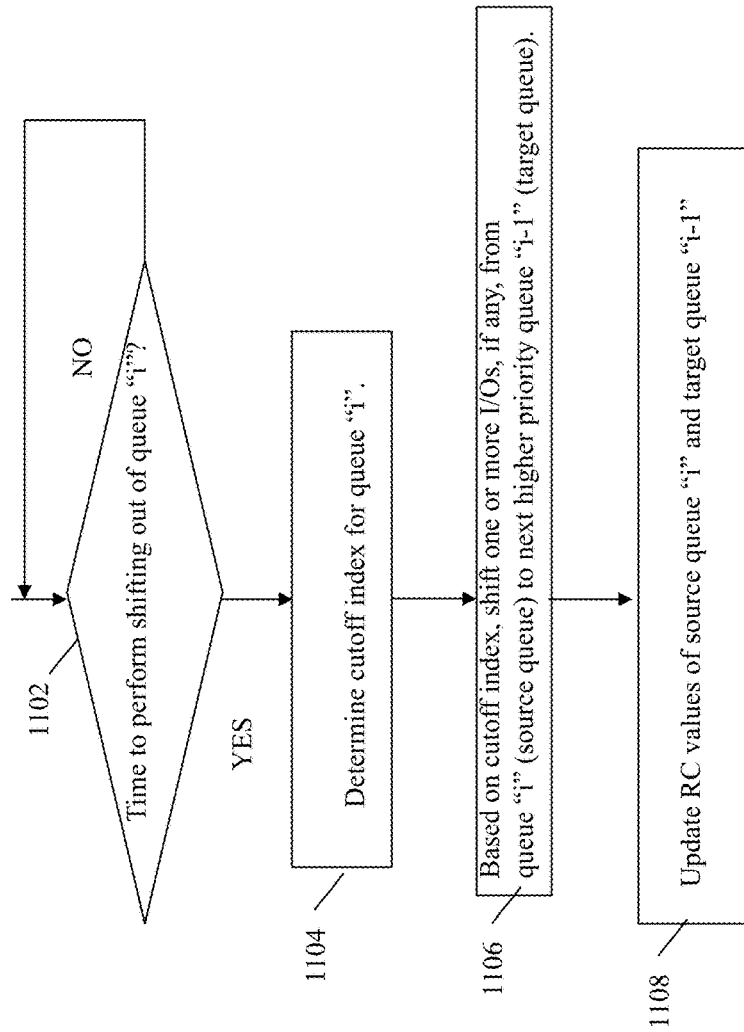 1102
Time to perform shifting out of queue “i”?
NO
YES
1104
Determine cutoff index for queue “i”.
1106
Based on cutoff index, shift one or more I/Os, if any, from
queue “i” (source queue) to next higher priority queue “i-1” (target queue).
1108
Update RC values of source queue “i” and target queue “i-1”